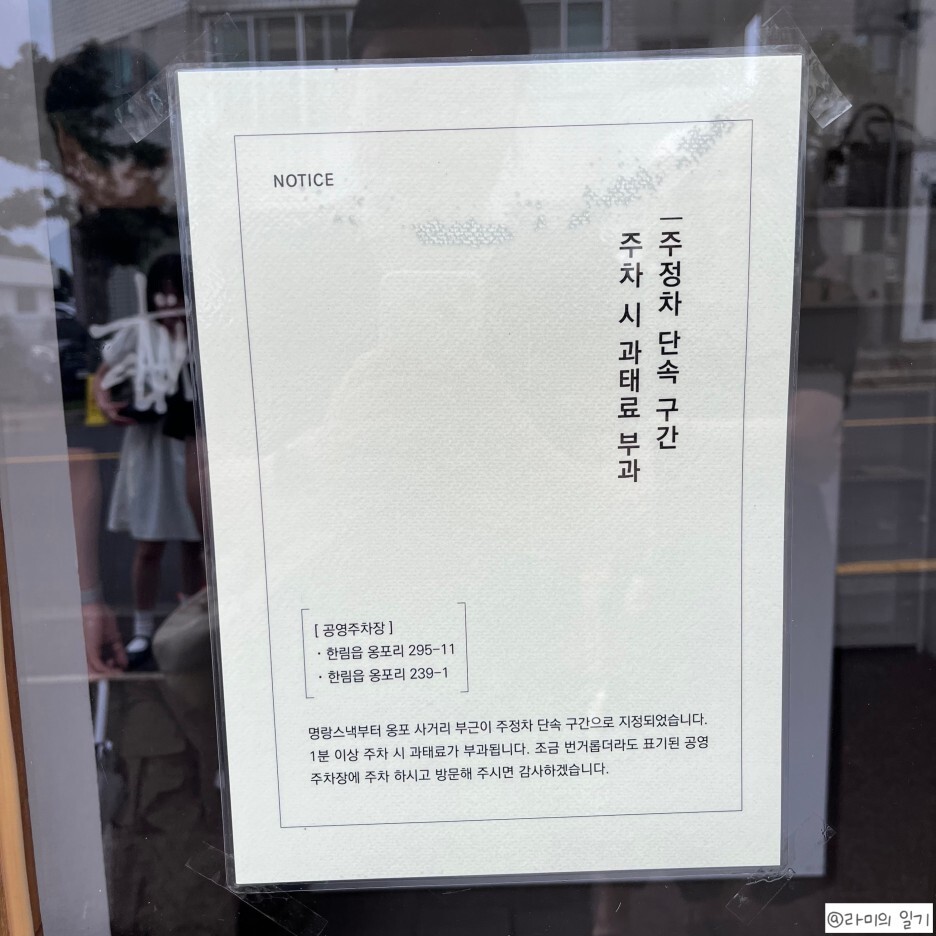 NOTICE
주정차 단속 구간
주차 시 과태료 부과
[ 공영주차장 ]
· 한림읍 옹포리 295-11
· 한림읍 옹포리 239-1
명랑스낵부터 옹포 사거리 부근이 주정차 단속 구간으로 지정되었습니다.
1분 이상 주차 시 과태료가 부과됩니다. 조금 번거롭더라도 표기된 공영
주차장에 주차 하시고 방문해 주시면 감사하겠습니다.
@라미의 일기